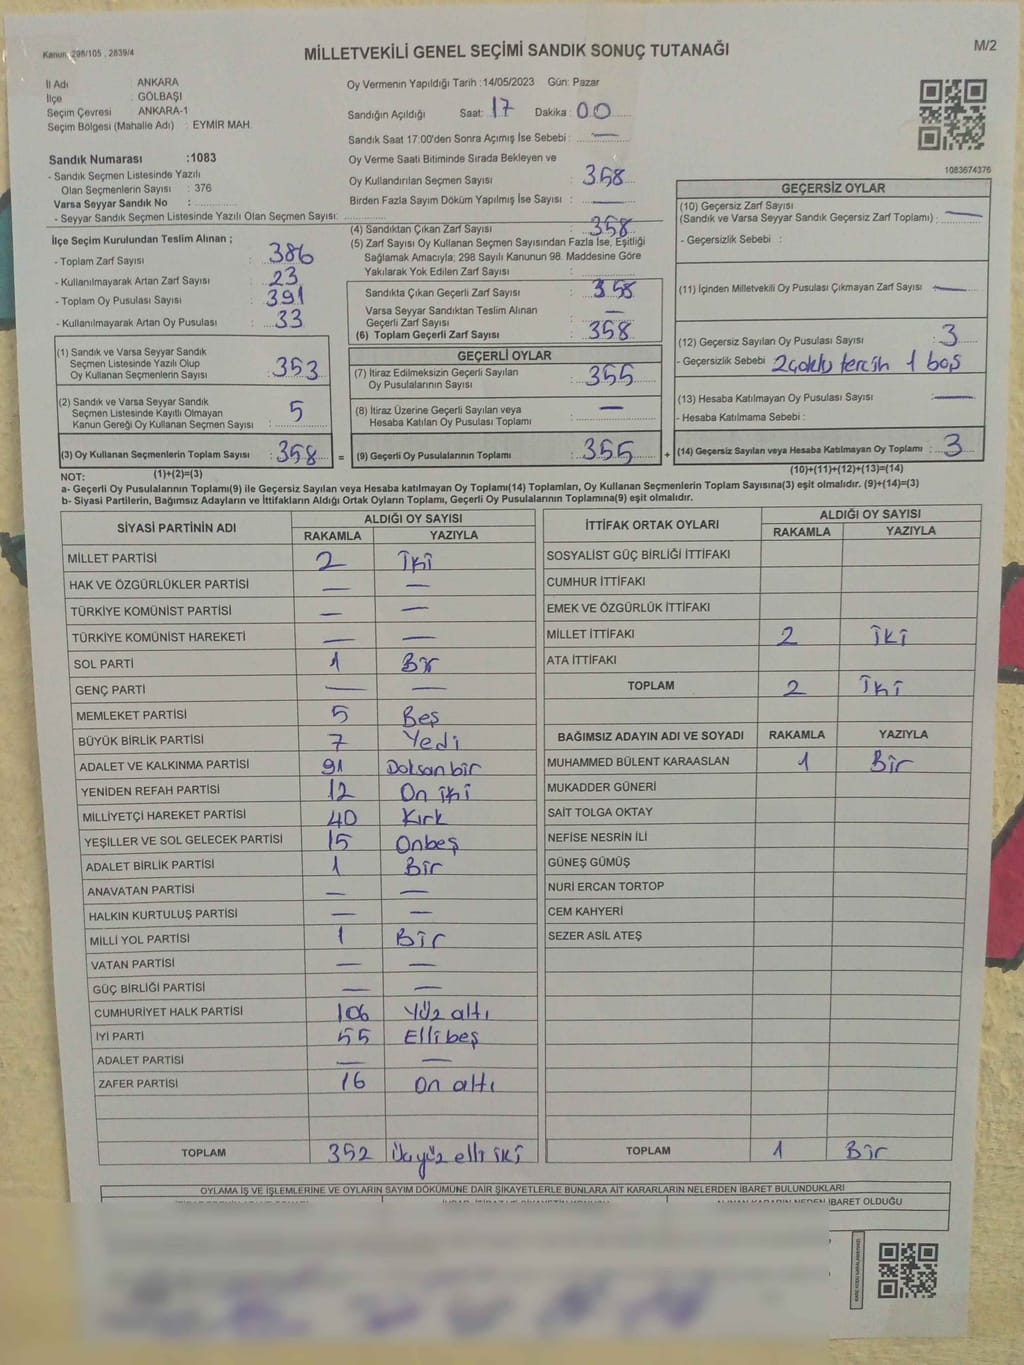 Kanun 298/105 , 2839/4
MİLLETVEKİLİ GENEL SEÇİMİ SANDIK SONUÇ TUTANAĞI
M/2
İl Adı : ANKARA
İlçe : GÖLBAŞI
Seçim Çevresi : ANKARA-1
Seçim Bölgesi (Mahalle Adı) : EYMİR MAH.
Oy Vermenin Yapıldığı Tarih :14/05/2023 Gün: Pazar
Sandığın Açıldığı Saat: 17 Dakika : 00
Sandık Saat 17:00'den Sonra Açımış İse Sebebi : —
Sandık Numarası :1083
- Sandık Seçmen Listesinde Yazılı
Olan Seçmenlerin Sayısı : 376
Varsa Seyyar Sandık No :
- Seyyar Sandık Seçmen Listesinde Yazılı Olan Seçmen Sayısı:
Oy Verme Saati Bitiminde Sırada Bekleyen ve
Oy Kullandırılan Seçmen Sayısı : 358
Birden Fazla Sayım Döküm Yapılmış İse Sayısı : —
1083674376
İlçe Seçim Kurulundan Teslim Alınan ;
- Toplam Zarf Sayısı : 386
- Kullanılmayarak Artan Zarf Sayısı : 23
- Toplam Oy Pusulası Sayısı : 391
- Kullanılmayarak Artan Oy Pusulası : 33
(4) Sandıktan Çıkan Zarf Sayısı : 358
(5) Zarf Sayısı Oy Kullanan Seçmen Sayısından Fazla İse, Eşitliği
Sağlamak Amacıyla; 298 Sayılı Kanunun 98. Maddesine Göre
Yakılarak Yok Edilen Zarf Sayısı :
Sandıkta Çıkan Geçerli Zarf Sayısı : 358
Varsa Seyyar Sandıktan Teslim Alınan
Geçerli Zarf Sayısı : —
(6) Toplam Geçerli Zarf Sayısı : 358
GEÇERSİZ OYLAR
(10) Geçersiz Zarf Sayısı
(Sandık ve Varsa Seyyar Sandık Geçersiz Zarf Toplamı) : —
- Geçersizlik Sebebi :
(11) İçinden Milletvekili Oy Pusulası Çıkmayan Zarf Sayısı : —
(12) Geçersiz Sayılan Oy Pusulası Sayısı : 3
- Geçersizlik Sebebi 2 çoklu tercih 1 boş
(13) Hesaba Katılmayan Oy Pusulası Sayısı : —
- Hesaba Katılmama Sebebi :
(14) Geçersiz Sayılan veya Hesaba Katılmayan Oy Toplamı : 3
(10)+(11)+(12)+(13)=(14)
(1) Sandık ve Varsa Seyyar Sandık
Seçmen Listesinde Yazılı Olup
Oy Kullanan Seçmenlerin Sayısı : 353
(2) Sandık ve Varsa Seyyar Sandık
Seçmen Listesinde Kayıtlı Olmayan
Kanun Gereği Oy Kullanan Seçmen Sayısı : 5
(3) Oy Kullanan Seçmenlerin Toplam Sayısı : 358 =
GEÇERLİ OYLAR
(7) İtiraz Edilmeksizin Geçerli Sayılan
Oy Pusulalarının Sayısı : 355
(8) İtiraz Üzerine Geçerli Sayılan veya
Hesaba Katılan Oy Pusulası Toplamı : —
(9) Geçerli Oy Pusulalarının Toplamı : 355 +
NOT: (1)+(2)=(3)
a- Geçerli Oy Pusulalarının Toplamı(9) ile Geçersiz Sayılan veya Hesaba katılmayan Oy Toplamı(14) Toplamları, Oy Kullanan Seçmenlerin Toplam Sayısına(3) eşit olmalıdır. (9)+(14)=(3)
b- Siyasi Partilerin, Bağımsız Adayların ve İttifakların Aldığı Ortak Oyların Toplamı, Geçerli Oy Pusulalarının Toplamına(9) eşit olmalıdır.
SİYASİ PARTİNİN ADI ALDIĞI OY SAYISI
RAKAMLA YAZIYLA
MİLLET PARTİSİ 2 İki
HAK VE ÖZGÜRLÜKLER PARTİSİ — —
TÜRKİYE KOMÜNİST PARTİSİ — —
TÜRKİYE KOMÜNİST HAREKETİ — —
SOL PARTİ 1 Bir
GENÇ PARTİ — —
MEMLEKET PARTİSİ 5 Beş
BÜYÜK BİRLİK PARTİSİ 7 Yedi
ADALET VE KALKINMA PARTİSİ 91 Doksan bir
YENİDEN REFAH PARTİSİ 12 On iki
MİLLİYETÇİ HAREKET PARTİSİ 40 Kırk
YEŞİLLER VE SOL GELECEK PARTİSİ 15 Onbeş
ADALET BİRLİK PARTİSİ 1 Bir
ANAVATAN PARTİSİ — —
HALKIN KURTULUŞ PARTİSİ — —
MİLLİ YOL PARTİSİ 1 Bir
VATAN PARTİSİ — —
GÜÇ BİRLİĞİ PARTİSİ — —
CUMHURİYET HALK PARTİSİ 106 Yüz altı
İYİ PARTİ 55 Elli beş
ADALET PARTİSİ — —
ZAFER PARTİSİ 16 On altı
TOPLAM 352 Üçyüz elli iki
İTTİFAK ORTAK OYLARI ALDIĞI OY SAYISI
RAKAMLA YAZIYLA
SOSYALİST GÜÇ BİRLİĞİ İTTİFAKI
CUMHUR İTTİFAKI
EMEK VE ÖZGÜRLÜK İTTİFAKI
MİLLET İTTİFAKI 2 İki
ATA İTTİFAKI
TOPLAM 2 İki
BAĞIMSIZ ADAYIN ADI VE SOYADI RAKAMLA YAZIYLA
MUHAMMED BÜLENT KARAASLAN 1 Bir
MUKADDER GÜNERİ
SAİT TOLGA OKTAY
NEFİSE NESRİN İLİ
GÜNEŞ GÜMÜŞ
NURİ ERCAN TORTOP
CEM KAHYERİ
SEZER ASİL ATEŞ
TOPLAM 1 Bir
OYLAMA İŞ VE İŞLEMLERİNE VE OYLARIN SAYIM DÖKÜMÜNE DAİR ŞİKAYETLERLE BUNLARA AİT KARARLARIN NELERDEN İBARET BULUNDUKLARI
ALINAN KARARIN NEDEN İBARET OLDUĞU